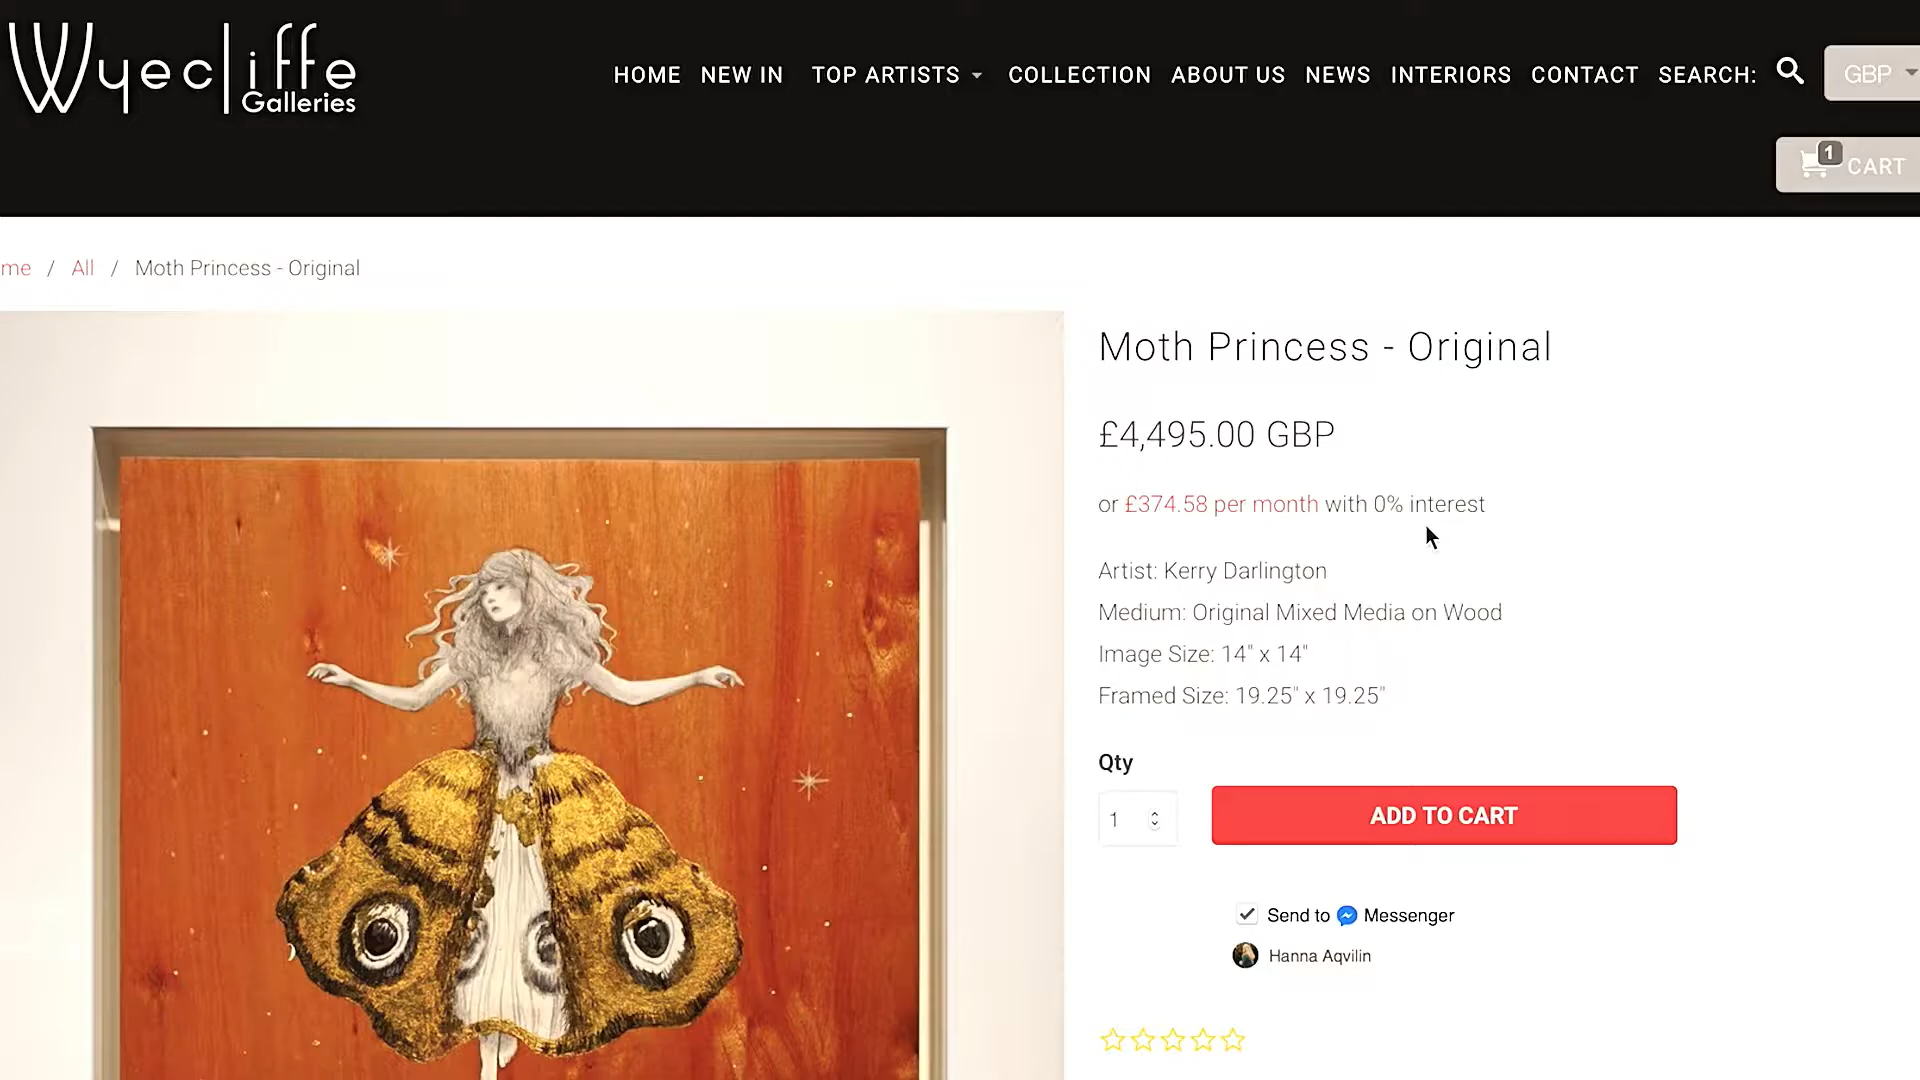 Wyecliffe
Galleries
HOME NEW IN TOP ARTISTS COLLECTION ABOUT US NEWS INTERIORS CONTACT SEARCH: GBP
1 CART
me / All / Moth Princess - Original
Moth Princess - Original
£4,495.00 GBP
or £374.58 per month with 0% interest
Artist: Kerry Darlington
Medium: Original Mixed Media on Wood
Image Size: 14" x 14"
Framed Size: 19.25" x 19.25"
Qty
1 ADD TO CART
Send to Messenger
Hanna Aqvilin